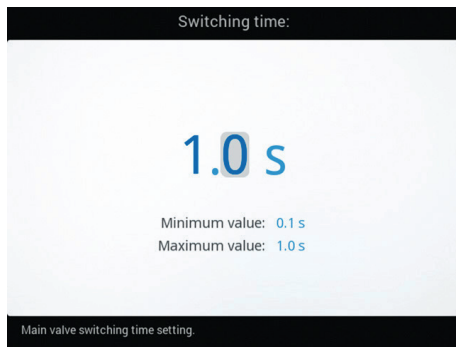 Switching time:
1.0 s
Minimum value: 0.1 s
Maximum value: 1.0 s
Main valve switching time setting.